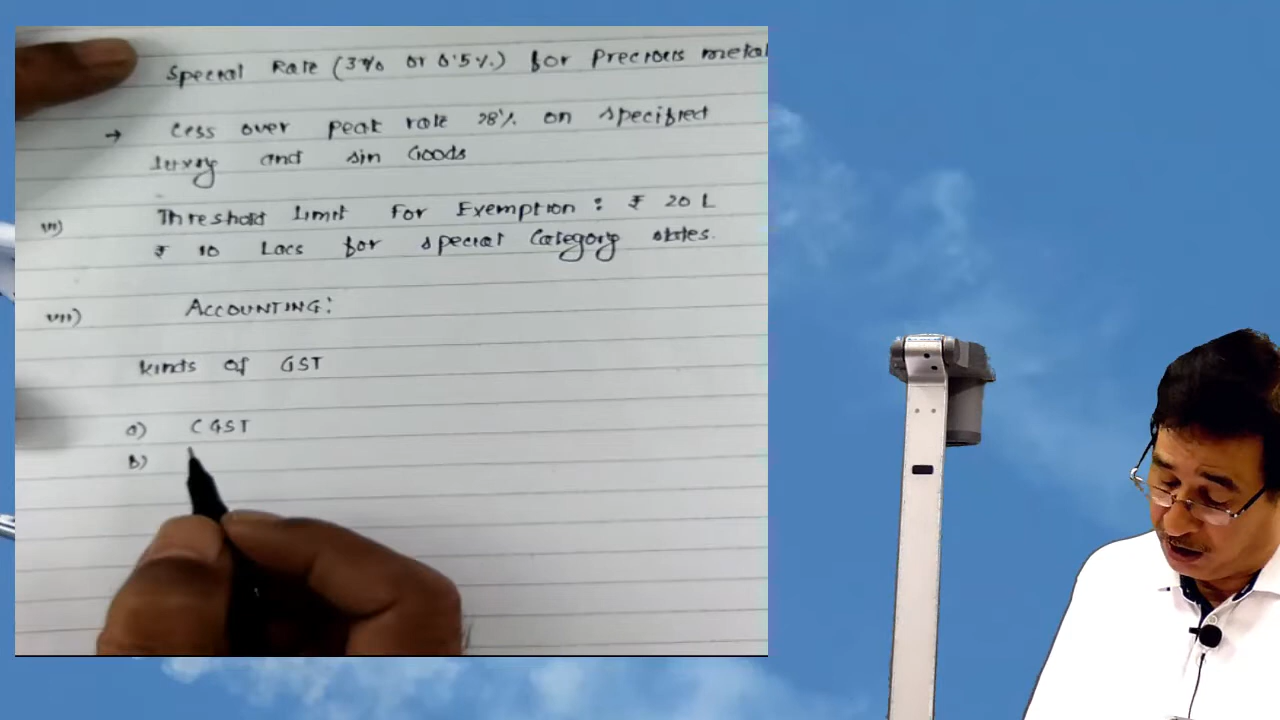 Special Rate (3% or 0.5%) for Precious metal
→ Cess over peak rate 28% on specified
luxury and sin Goods
vi) Threshold Limit For Exemption : ₹ 20 L
₹ 10 Lacs for special Category states.
vii) ACCOUNTING:
kinds of GST
a) CGST
b)